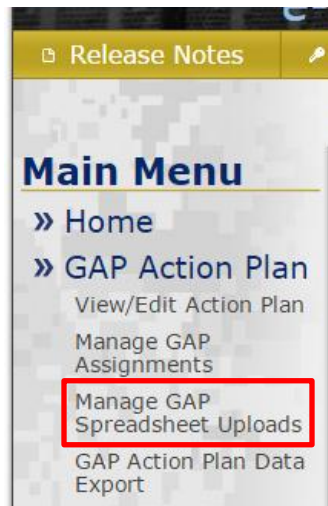 Release Notes
Main Menu
» Home
» GAP Action Plan
View/Edit Action Plan
Manage GAP
Assignments
Manage GAP
Spreadsheet Uploads
GAP Action Plan Data
Export